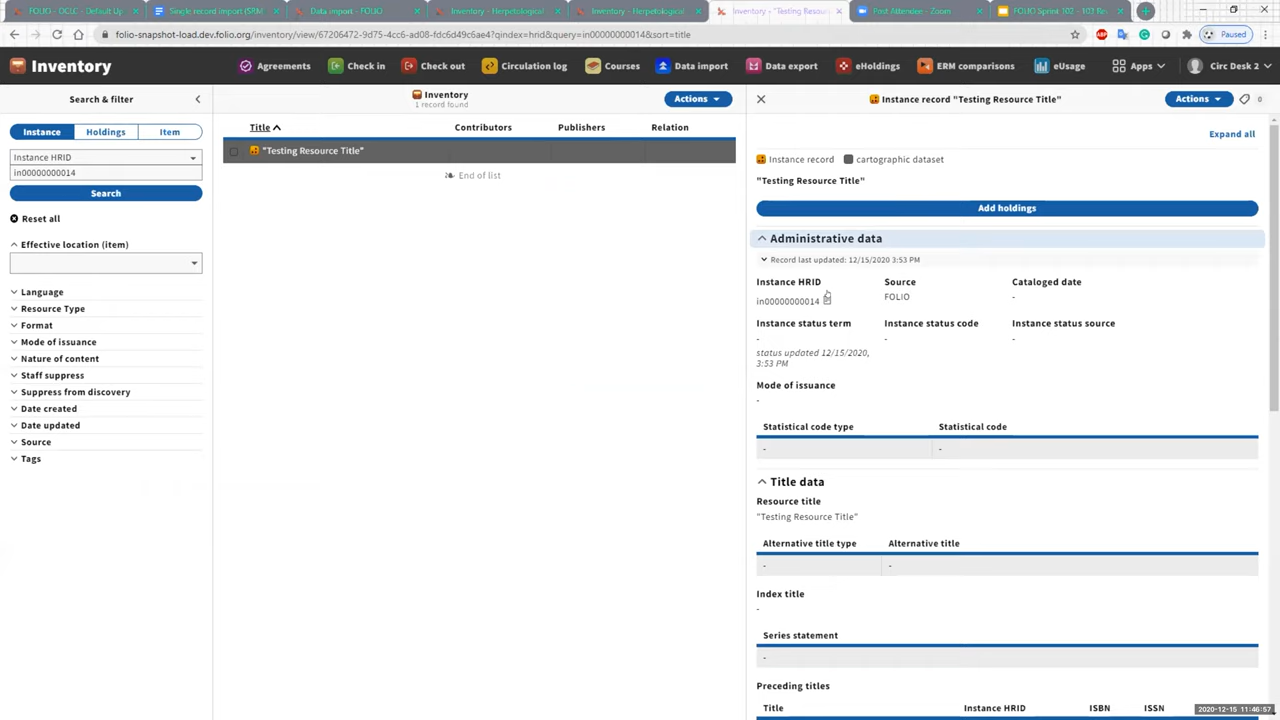 FOLIO - OCLC - Default Up
Single record import (SRM
Data import - FOLIO
Inventory - Herpetological
Inventory - Herpetological
Inventory - "Testing Resourc
Post Attendee - Zoom
FOLIO Sprint 102 - 103 Re
folio-snapshot-load.dev.folio.org/inventory/view/67206472-9d75-4cc6-ad08-fdc6d49c6ae4?qindex=hrid&query=in00000000014&sort=title
Paused
Inventory
Agreements
Check in
Check out
Circulation log
Courses
Data import
Data export
eHoldings
ERM comparisons
eUsage
Apps
Circ Desk 2
Search & filter
Inventory
1 record found
Actions
Instance record "Testing Resource Title"
Actions
0
Instance Holdings Item
Title Contributors Publishers Relation
Expand all
Instance HRID
"Testing Resource Title"
Instance record cartographic dataset
in00000000014
End of list
"Testing Resource Title"
Search
Add holdings
Reset all
Effective location (item)
Language
Resource Type
Format
Mode of issuance
Nature of content
Staff suppress
Suppress from discovery
Date created
Date updated
Source
Tags
Administrative data
Record last updated: 12/15/2020 3:53 PM
Instance HRID Source Cataloged date
in00000000014 FOLIO -
Instance status term Instance status code Instance status source
- - -
status updated 12/15/2020,
3:53 PM
Mode of issuance
-
Statistical code type Statistical code
- -
Title data
Resource title
"Testing Resource Title"
Alternative title type Alternative title
- -
Index title
-
Series statement
-
Preceding titles
Title Instance HRID ISBN ISSN
2020-12-15 11:46:57